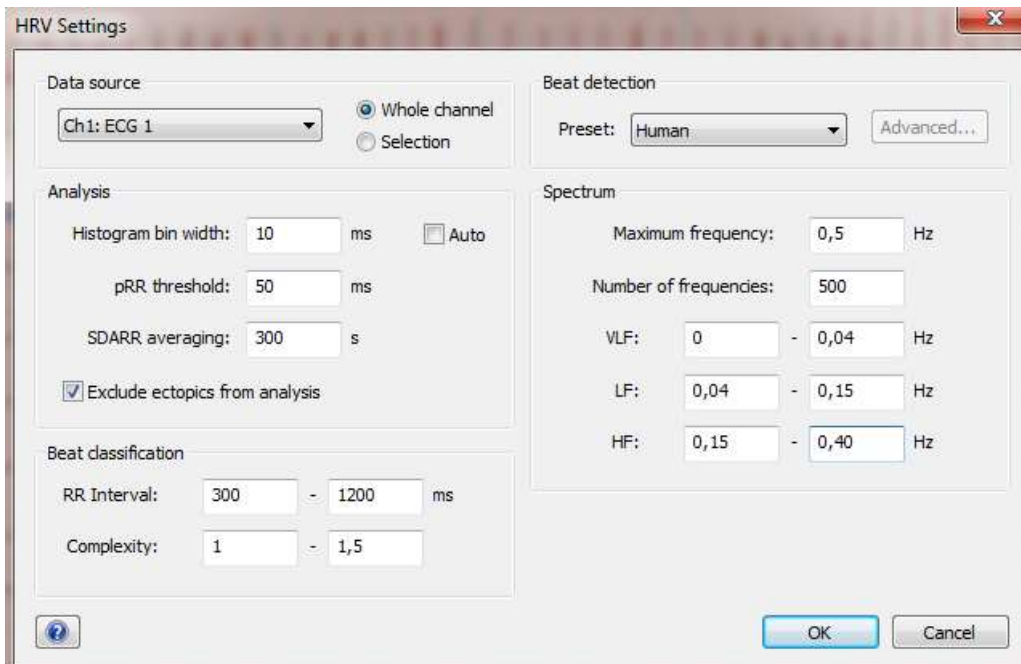 HRV Settings
Data source
Ch1: ECG 1
Whole channel
Selection
Beat detection
Preset: Human
Advanced...
Analysis
Histogram bin width: 10 ms Auto
pRR threshold: 50 ms
SDARR averaging: 300 s
Exclude ectopics from analysis
Spectrum
Maximum frequency: 0,5 Hz
Number of frequencies: 500
VLF: 0 - 0,04 Hz
LF: 0,04 - 0,15 Hz
HF: 0,15 - 0,40 Hz
Beat classification
RR Interval: 300 - 1200 ms
Complexity: 1 - 1,5
OK Cancel